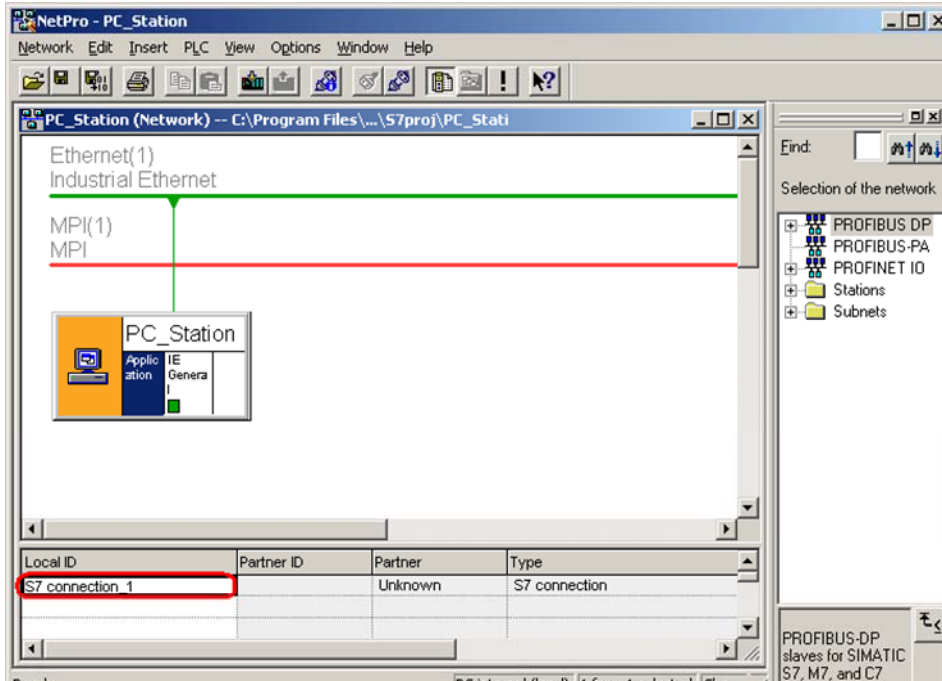 NetPro - PC_Station
Network Edit Insert PLC View Options Window Help
PC_Station (Network) -- C:\Program Files\...\S7proj\PC_Stati
Ethernet(1)
Industrial Ethernet
MPI(1)
MPI
PC_Station
Applic
ation
IE
Genera
l
Find:
Selection of the network
PROFIBUS DP
PROFIBUS-PA
PROFINET IO
Stations
Subnets
Local ID Partner ID Partner Type
S7 connection_1 Unknown S7 connection
PROFIBUS-DP
slaves for SIMATIC
S7, M7, and C7